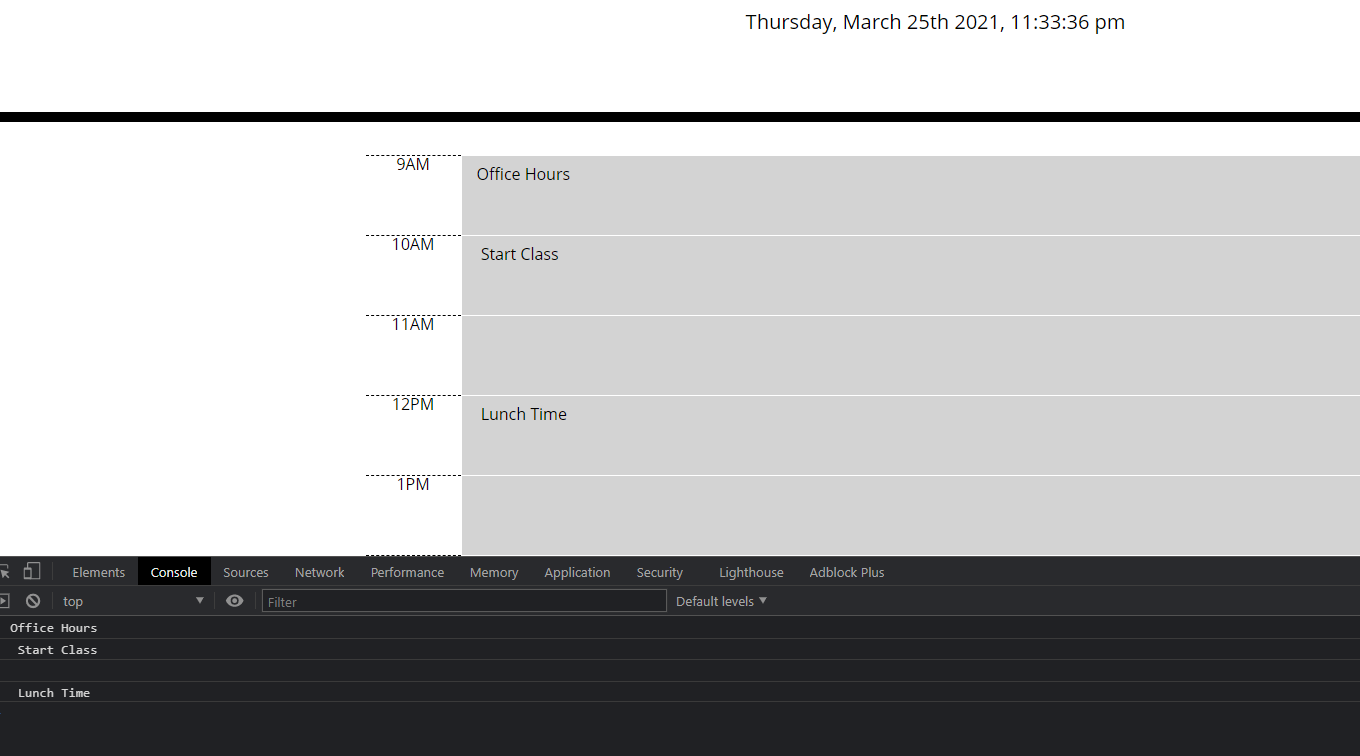 Thursday, March 25th 2021, 11:33:36 pm
9AM Office Hours
10AM Start Class
11AM
12PM Lunch Time
1PM
Elements Console Sources Network Performance Memory Application Security Lighthouse Adblock Plus
top Filter Default levels
Office Hours
Start Class
Lunch Time